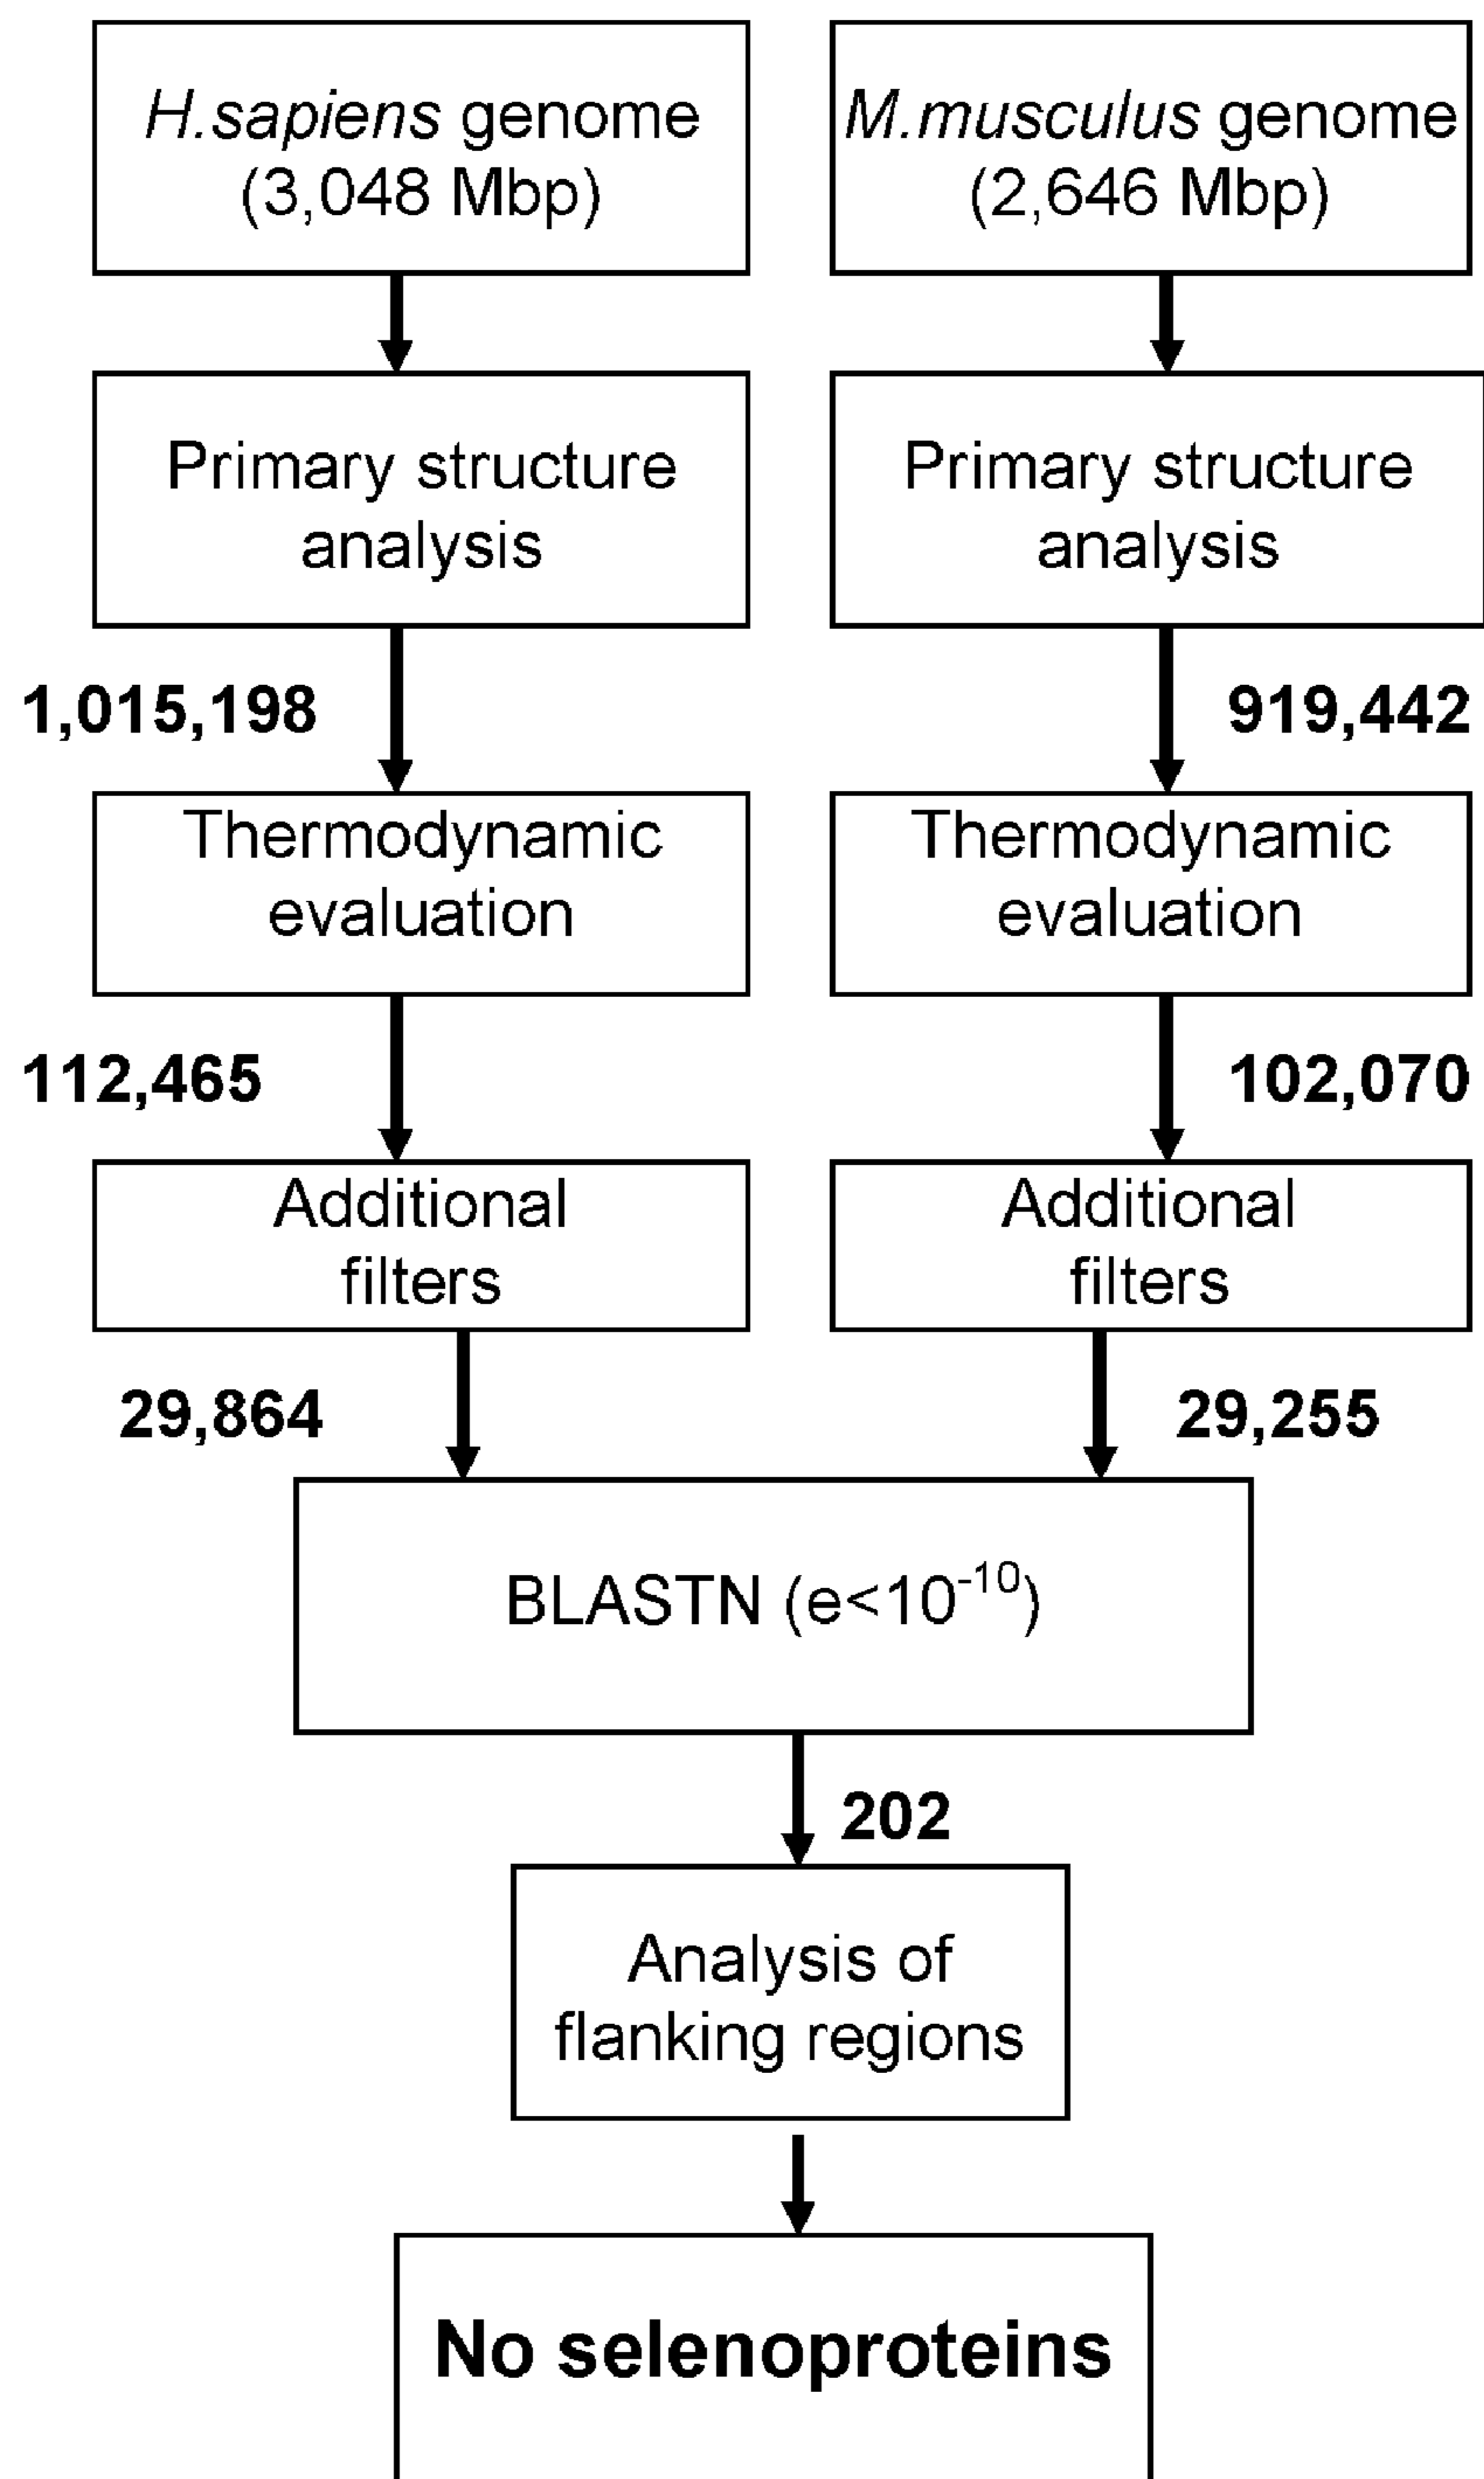 H.sapiens genome
(3,048 Mbp)
M.musculus genome
(2,646 Mbp)
Primary structure
analysis
Primary structure
analysis
1,015,198
919,442
Thermodynamic
evaluation
Thermodynamic
evaluation
112,465
102,070
Additional
filters
Additional
filters
29,864
29,255
BLASTN (e<10⁻¹⁰)
202
Analysis of
flanking regions
No selenoproteins